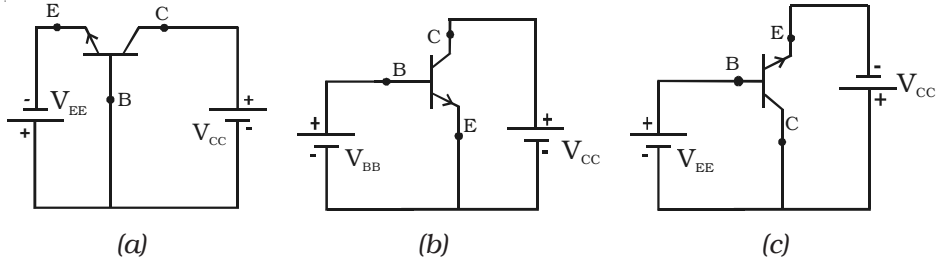 E C
B
- V_EE +
+ V_CC -
(a)
C
B
E
+ V_BB -
+ V_CC -
(b)
E
B
C
+ V_EE -
- V_CC +
(c)